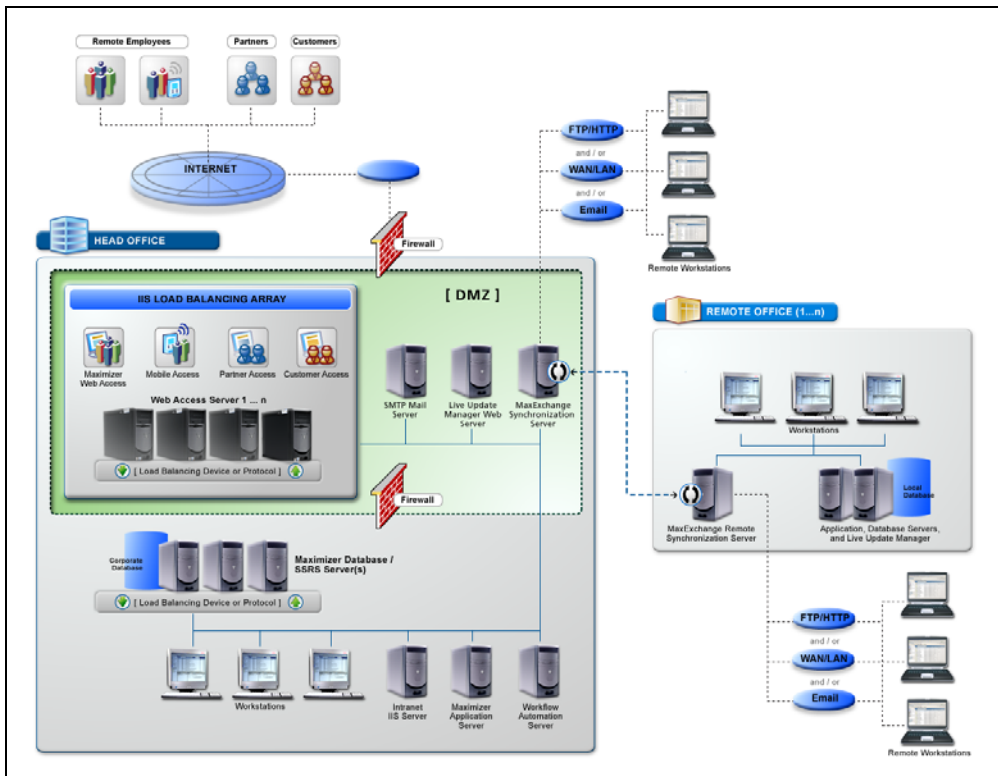 Remote Employees
Partners
Customers
INTERNET
FTP/HTTP
and / or
WAN/LAN
and / or
Email
Remote Workstations
HEAD OFFICE
Firewall
IIS LOAD BALANCING ARRAY
[ DMZ ]
Maximizer
Web Access
Mobile Access
Partner Access
Customer Access
Web Access Server 1 ... n
[ Load Balancing Device or Protocol ]
SMTP Mail
Server
Live Update
Manager Web
Server
MaxExchange
Synchronization
Server
Firewall
Corporate
Database
Maximizer Database /
SSRS Server(s)
[ Load Balancing Device or Protocol ]
Workstations
Intranet
IIS Server
Maximizer
Application
Server
Workflow
Automation
Server
REMOTE OFFICE (1...n)
Workstations
MaxExchange Remote
Synchronization Server
Local
Database
Application, Database Servers,
and Live Update Manager
FTP/HTTP
and / or
WAN/LAN
and / or
Email
Remote Workstations